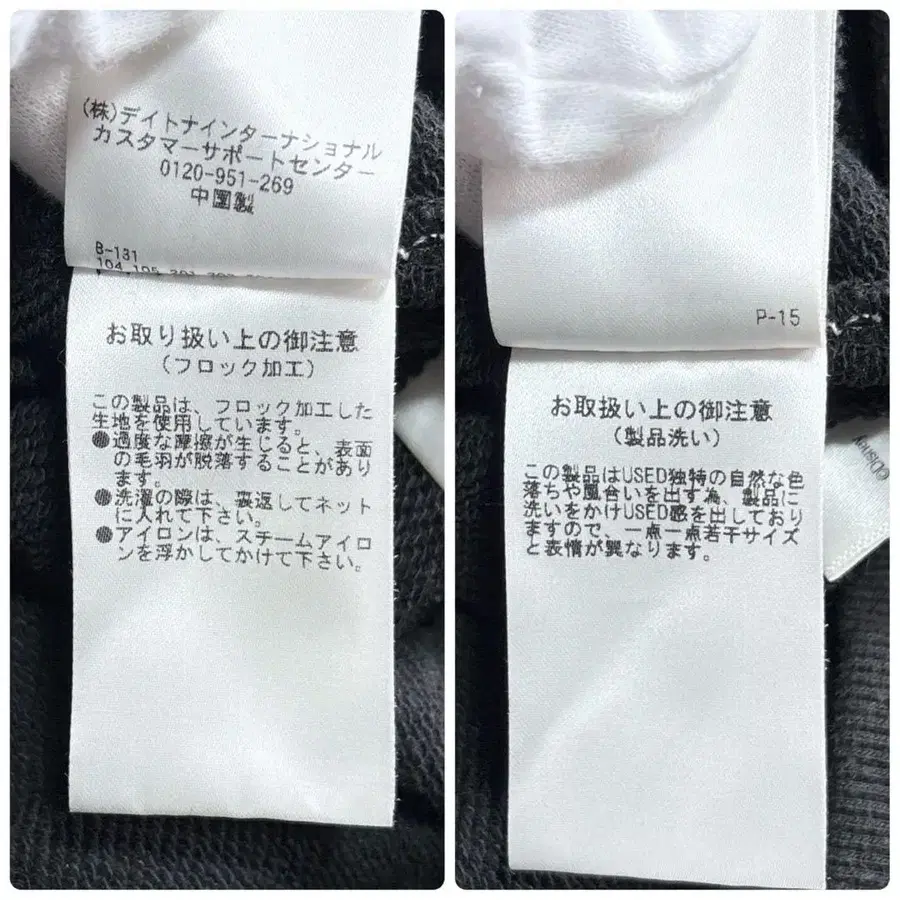 (株)デイトナインターナショナル
カスタマーサポートセンター
0120-951-269
中国製
B-131
お取り扱い上の御注意
(フロック加工)
この製品は、フロック加工した
生地を使用しています。
●過度な摩擦が生じると、表面
の毛羽が脱落することがあり
ます。
●洗濯の際は、裏返してネット
に入れて下さい。
●アイロンは、スチームアイロ
ンを浮かしてかけて下さい。
P-15
お取扱い上の御注意
(製品洗い)
この製品はUSED独特の自然な色
落ちや風合いを出す為、製品に
洗いをかけUSED感を出しており
ますので、一点一点若干サイズ
と表情が異なります。
©Disney